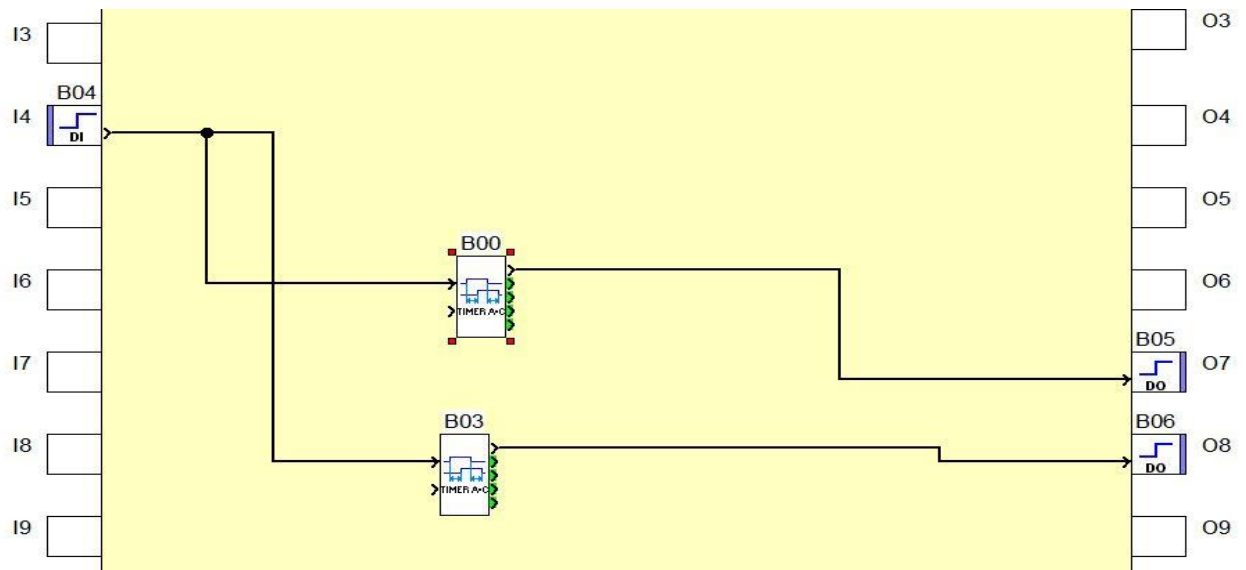 I3
O3
B04
I4
DI
O4
I5
O5
B00
I6
TIMER A•C
O6
B05
I7
DO
O7
B03
B06
I8
TIMER A•C
DO
O8
I9
O9